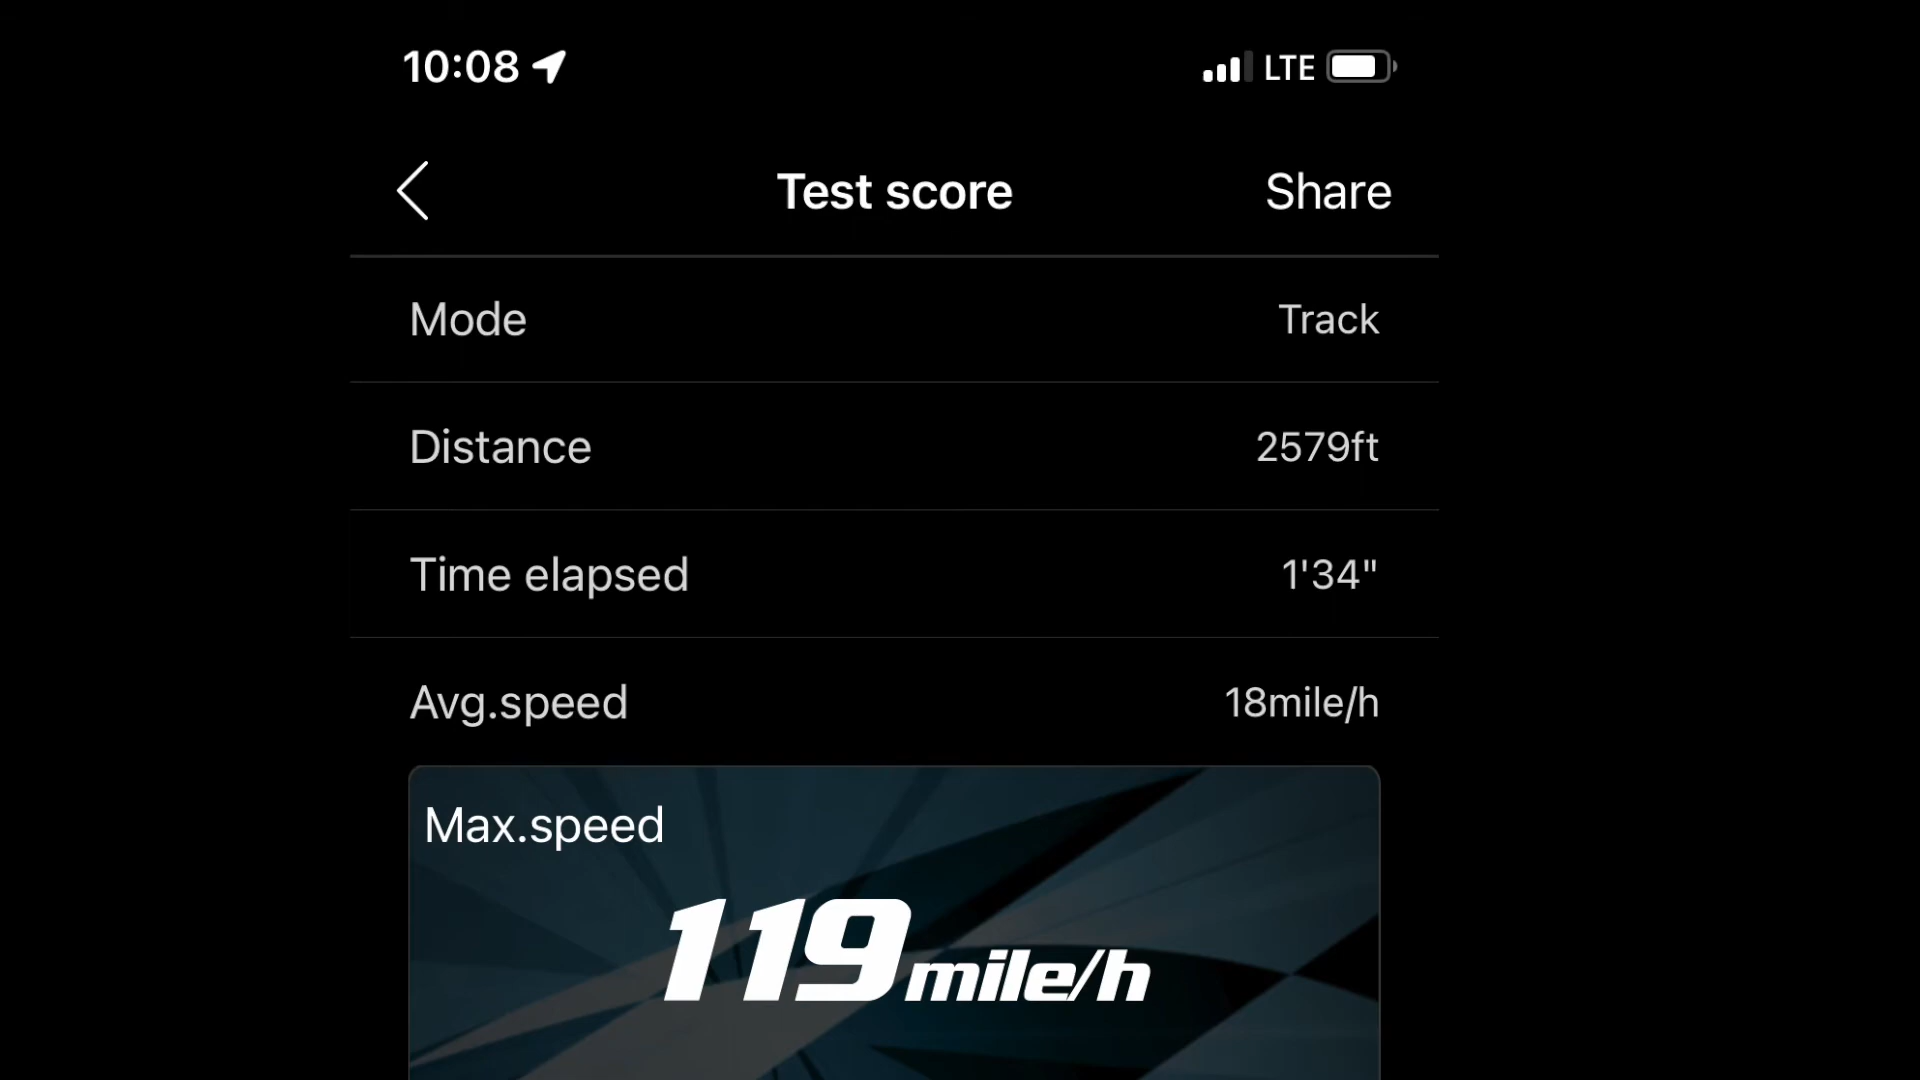 10:08 LTE
Test score Share
Mode Track
Distance 2579ft
Time elapsed 1'34"
Avg.speed 18mile/h
Max.speed
119mile/h